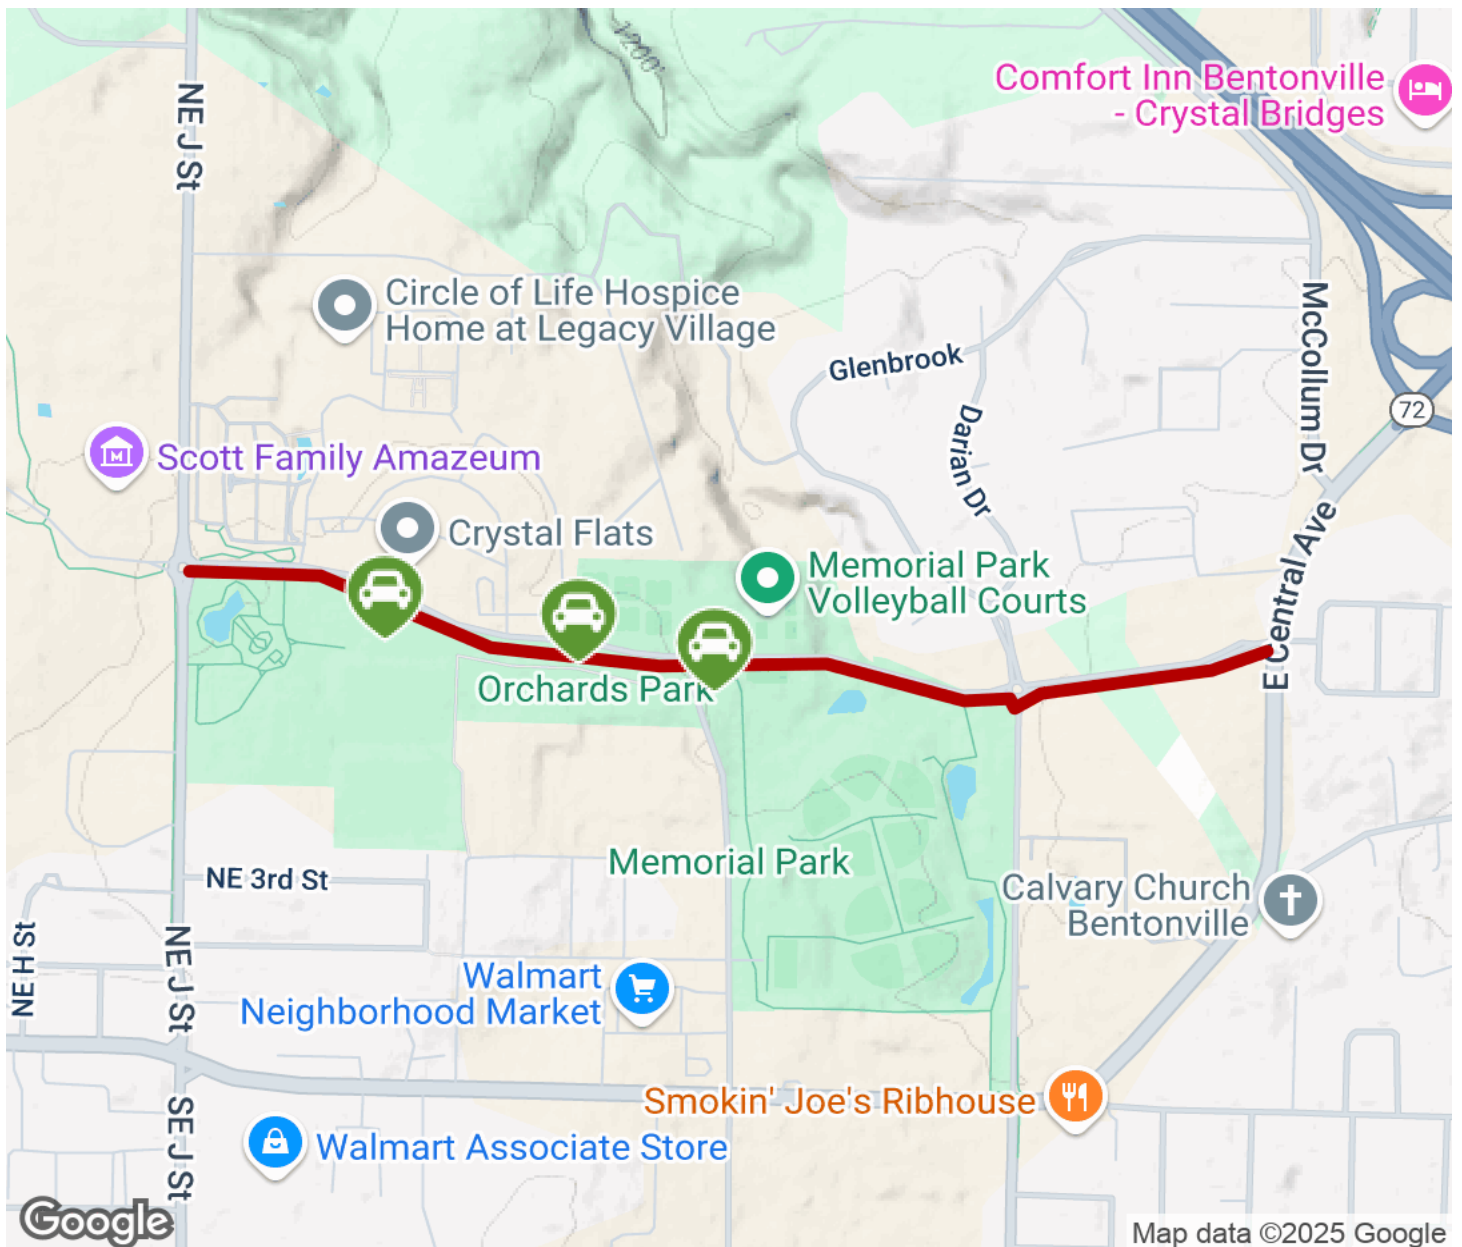 1200'
Comfort Inn Bentonville
- Crystal Bridges
NE J St
Circle of Life Hospice
Home at Legacy Village
McCollum Dr
Glenbrook
72
Darian Dr
Scott Family Amazeum
Crystal Flats
E Central Ave
Memorial Park
Volleyball Courts
Orchards Park
Memorial Park
NE 3rd St
Calvary Church
Bentonville
NE H St
NE J St
Walmart
Neighborhood Market
Smokin' Joe's Ribhouse
SE J St
Walmart Associate Store
Google
Map data ©2025 Google